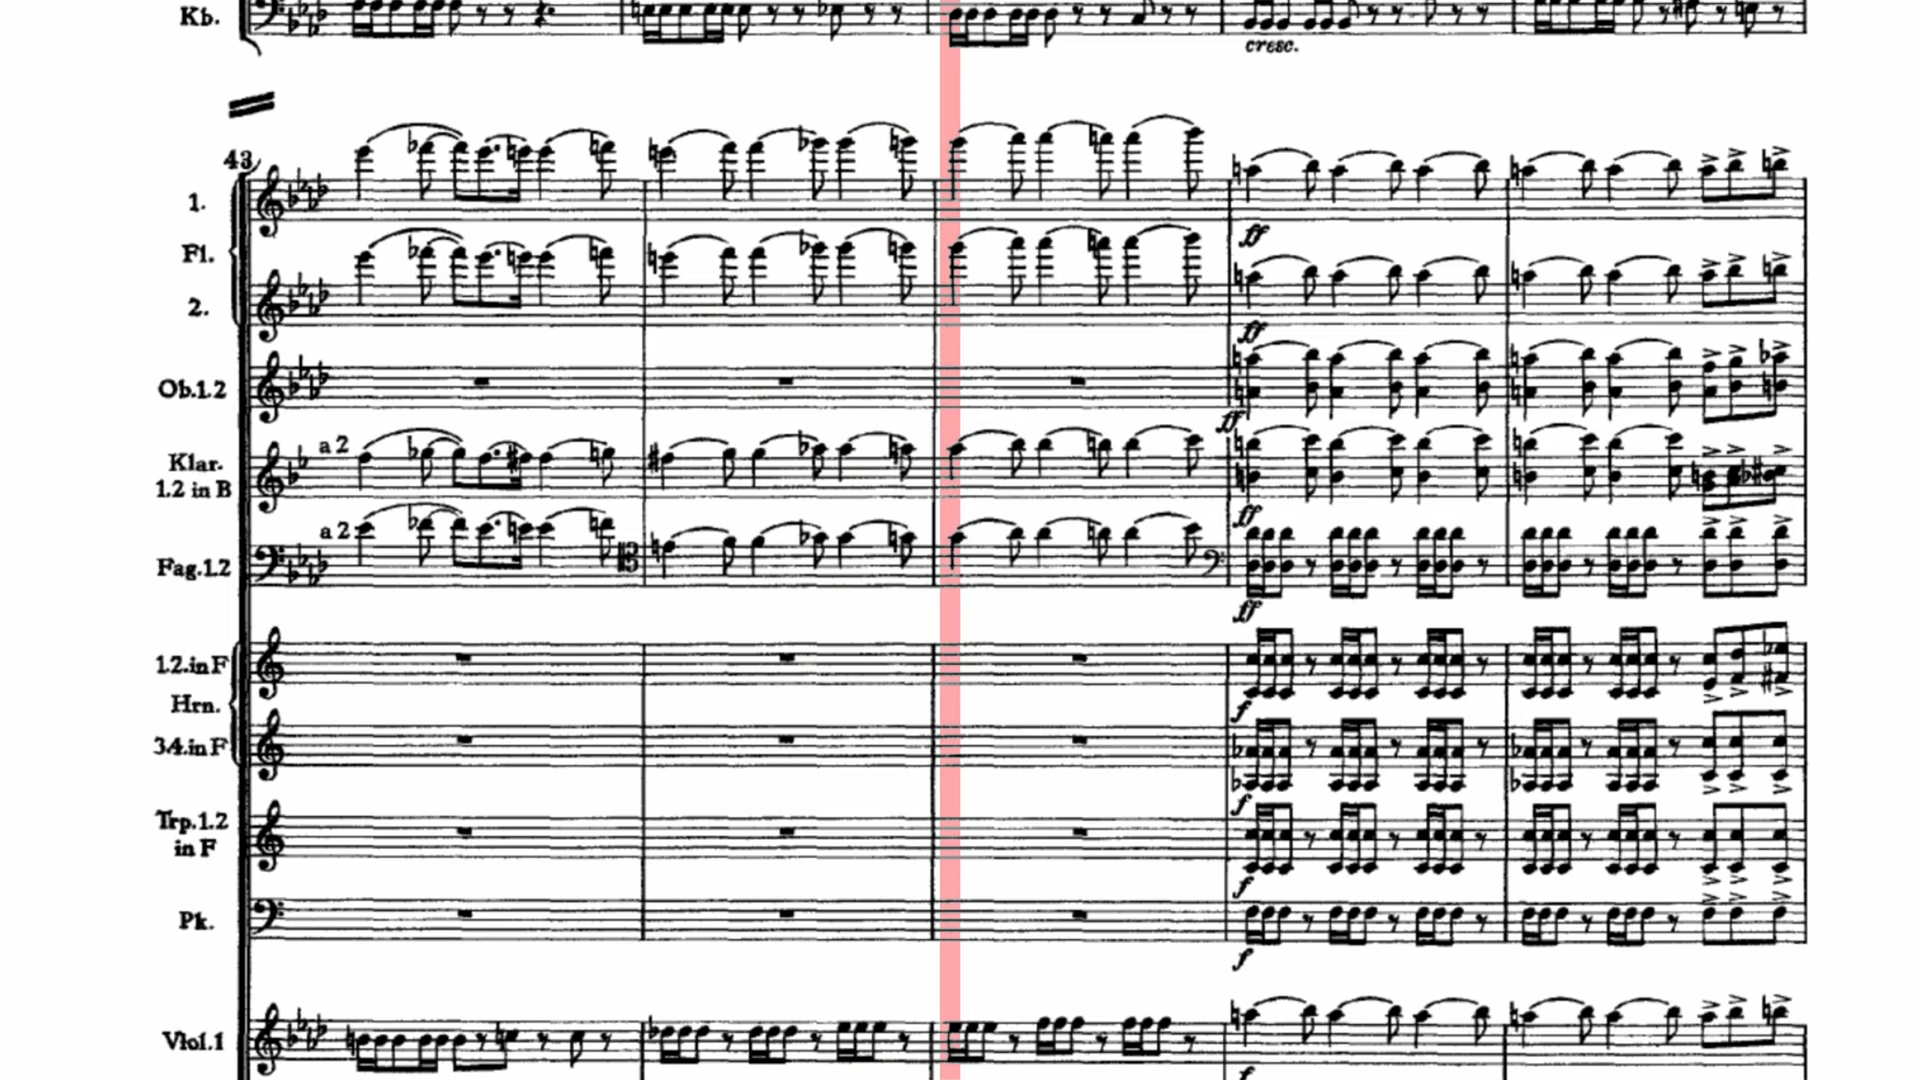 Kb.
cresc.
43
1.
Fl.
2.
ff
ff
Ob.1.2
ff
a 2
Klar.
1.2 in B
ff
a 2
Fag.1.2
ff
1.2.in F
Hrn.
f
3.4.in F
f
Trp.1.2
in F
f
Pk.
f
Viol.1
f